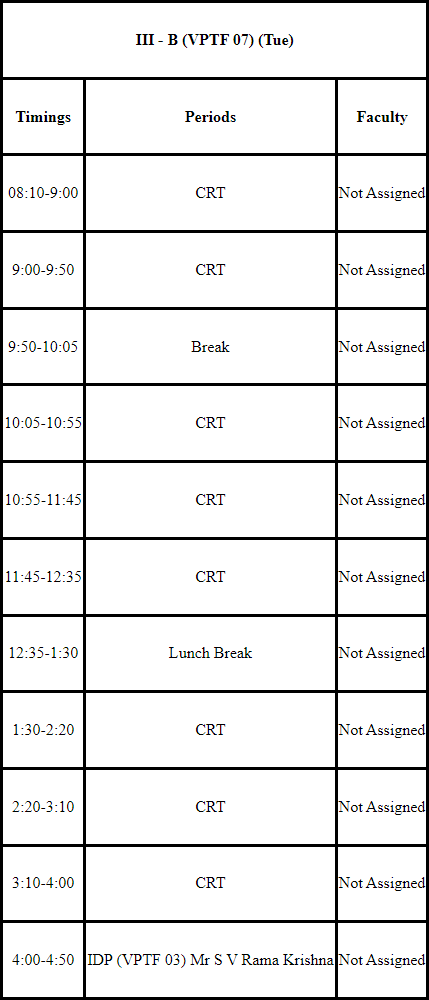 III - B (VPTF 07) (Tue)
Timings Periods Faculty
08:10-9:00 CRT Not Assigned
9:00-9:50 CRT Not Assigned
9:50-10:05 Break Not Assigned
10:05-10:55 CRT Not Assigned
10:55-11:45 CRT Not Assigned
11:45-12:35 CRT Not Assigned
12:35-1:30 Lunch Break Not Assigned
1:30-2:20 CRT Not Assigned
2:20-3:10 CRT Not Assigned
3:10-4:00 CRT Not Assigned
4:00-4:50 IDP (VPTF 03) Mr S V Rama Krishna Not Assigned